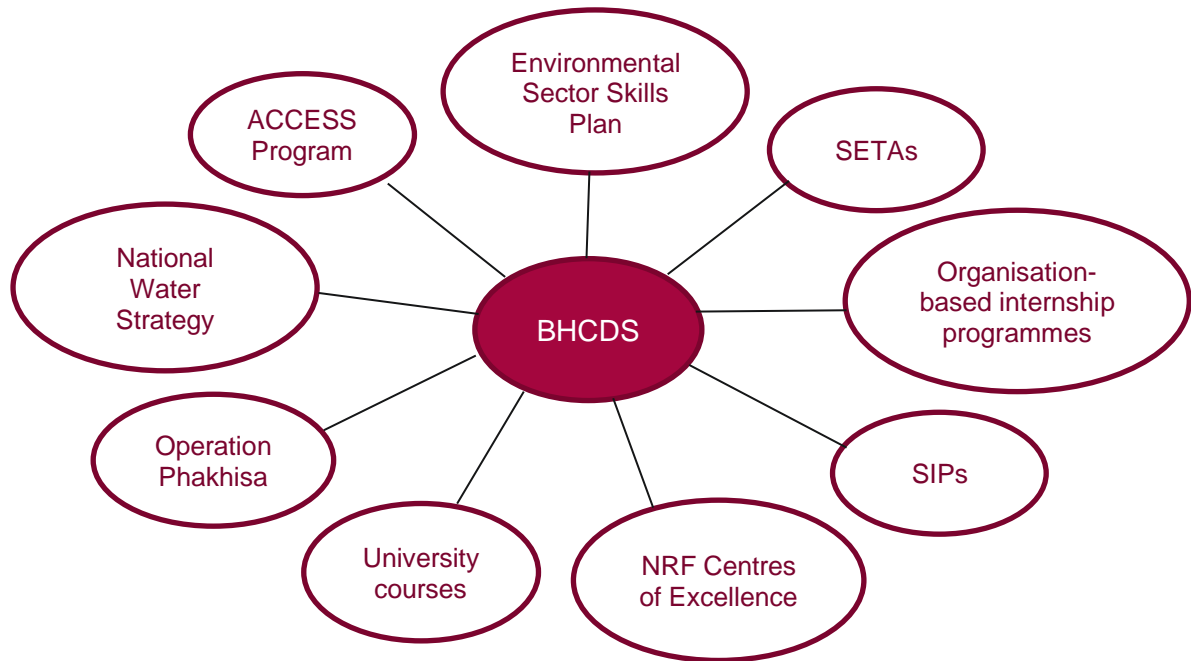 Environmental
Sector Skills
Plan
ACCESS
Program
SETAs
National
Water
Strategy
Organisation-
based internship
programmes
BHCDS
Operation
Phakhisa
SIPs
University
courses
NRF Centres
of Excellence